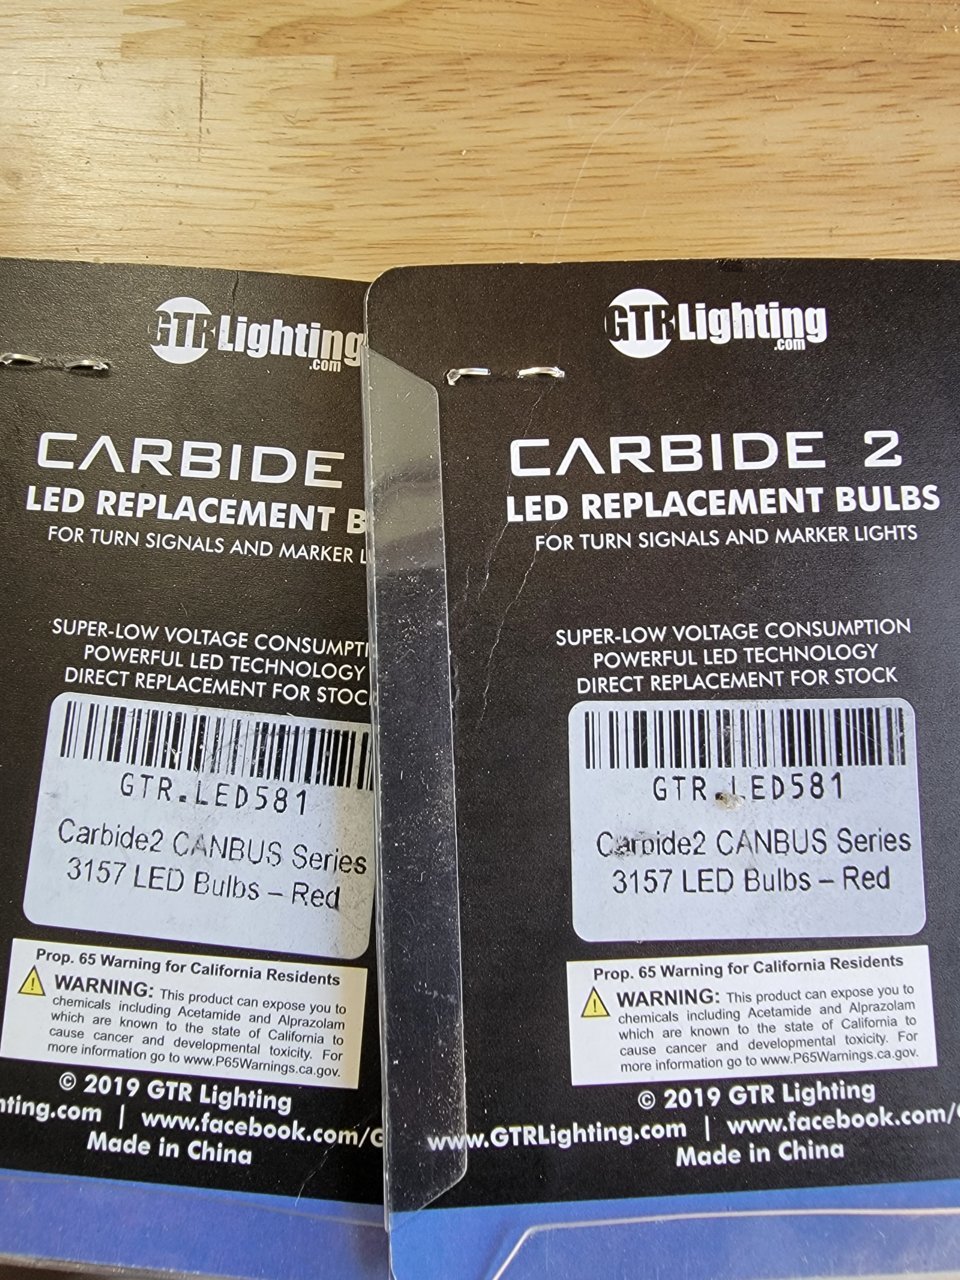 GTR Lighting
.com
CARBIDE
LED REPLACEMENT B
FOR TURN SIGNALS AND MARKER L
SUPER-LOW VOLTAGE CONSUMPTI
POWERFUL LED TECHNOLOGY
DIRECT REPLACEMENT FOR STOC
GTR.LED581
Carbide2 CANBUS Series
3157 LED Bulbs – Red
Prop. 65 Warning for California Residents
WARNING: This product can expose you to
chemicals including Acetamide and Alprazolam
which are known to the state of California to
cause cancer and developmental toxicity. For
more information go to www.P65Warnings.ca.gov.
© 2019 GTR Lighting
hting.com | www.facebook.com/G
Made in China
GTR Lighting
.com
CARBIDE 2
LED REPLACEMENT BULBS
FOR TURN SIGNALS AND MARKER LIGHTS
SUPER-LOW VOLTAGE CONSUMPTION
POWERFUL LED TECHNOLOGY
DIRECT REPLACEMENT FOR STOCK
GTR.LED581
Carbide2 CANBUS Series
3157 LED Bulbs – Red
Prop. 65 Warning for California Residents
WARNING: This product can expose you to
chemicals including Acetamide and Alprazolam
which are known to the state of California to
cause cancer and developmental toxicity. For
more information go to www.P65Warnings.ca.gov.
© 2019 GTR Lighting
www.GTRLighting.com | www.facebook.com/G
Made in China